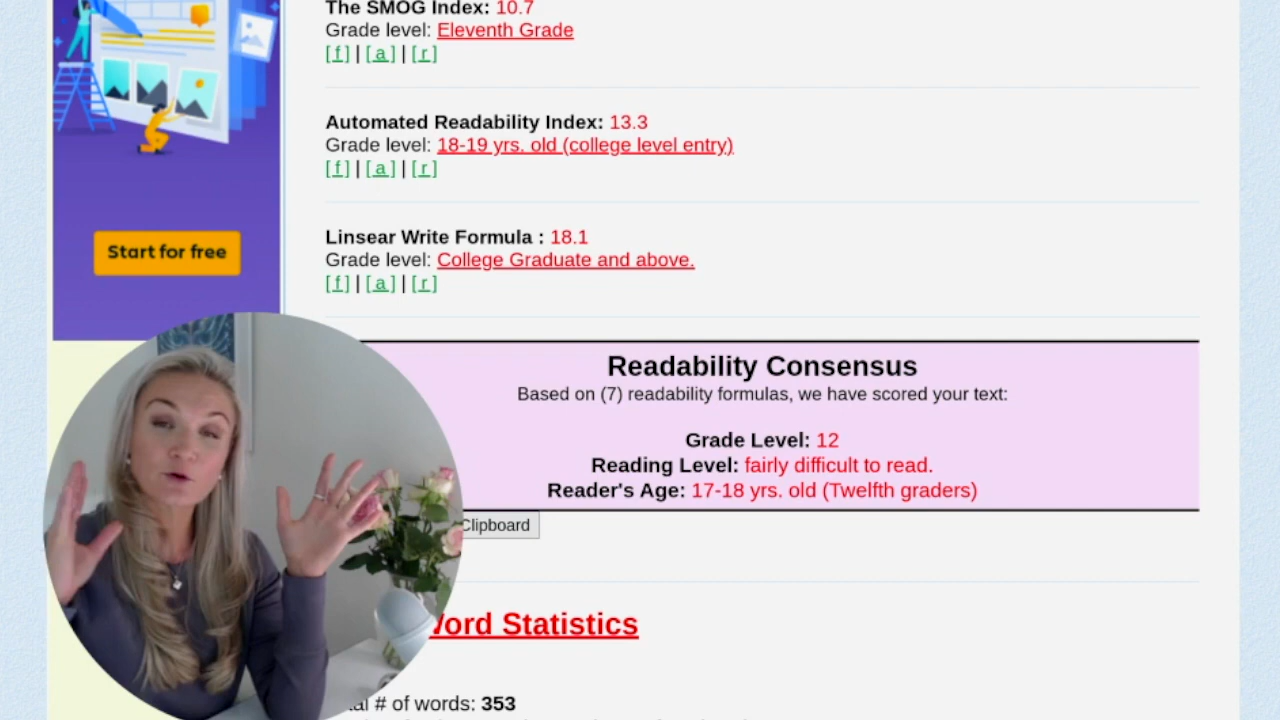 The SMOG Index: 10.7
Grade level: Eleventh Grade
[ f ] | [ a ] | [ r ]
Automated Readability Index: 13.3
Grade level: 18-19 yrs. old (college level entry)
[ f ] | [ a ] | [ r ]
Start for free
Linsear Write Formula : 18.1
Grade level: College Graduate and above.
[ f ] | [ a ] | [ r ]
Readability Consensus
Based on (7) readability formulas, we have scored your text:
Grade Level: 12
Reading Level: fairly difficult to read.
Reader's Age: 17-18 yrs. old (Twelfth graders)
Clipboard
Word Statistics
# of words: 353